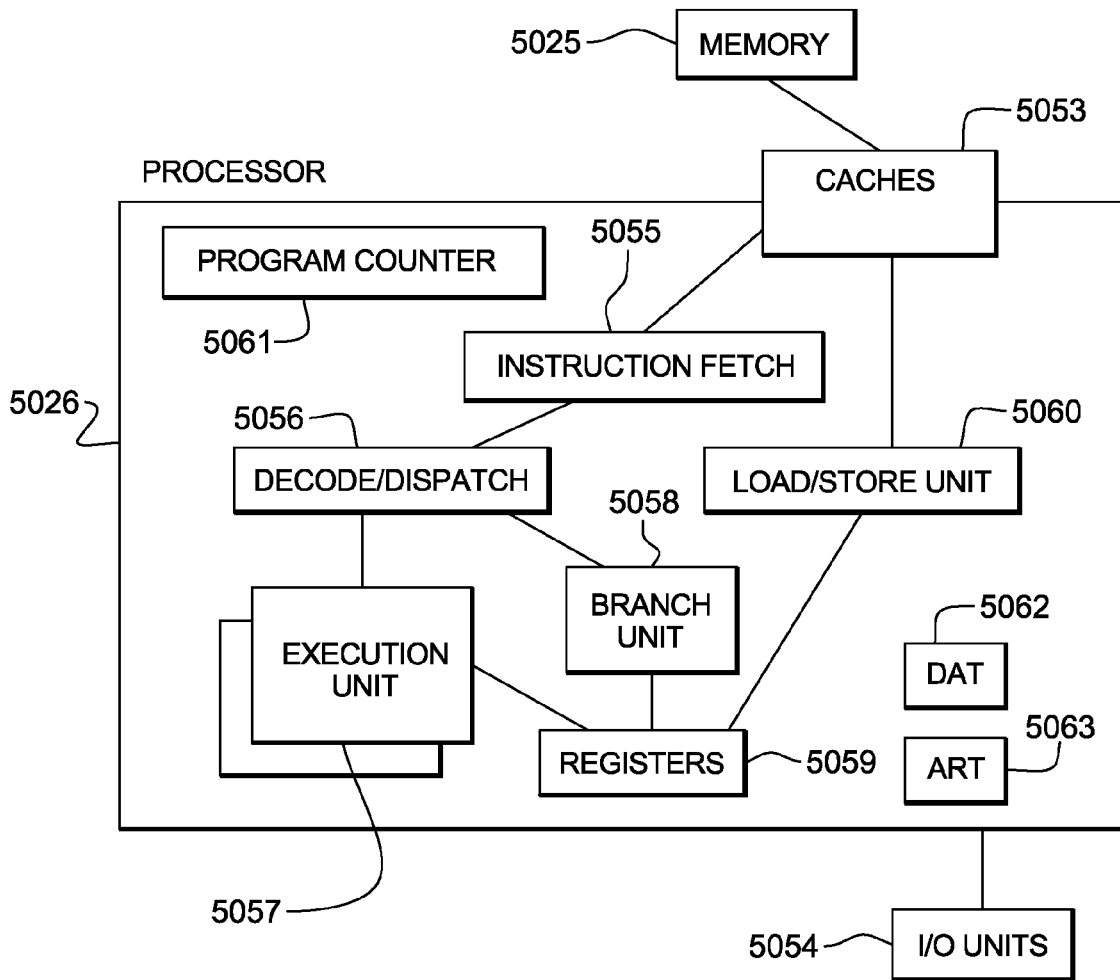 5025
MEMORY
5053
CACHES
PROCESSOR
PROGRAM COUNTER
5061
5055
INSTRUCTION FETCH
5026
5056
DECODE/DISPATCH
5060
LOAD/STORE UNIT
5058
BRANCH
UNIT
EXECUTION
UNIT
5062
DAT
REGISTERS
5059
5063
ART
5057
5054
I/O UNITS